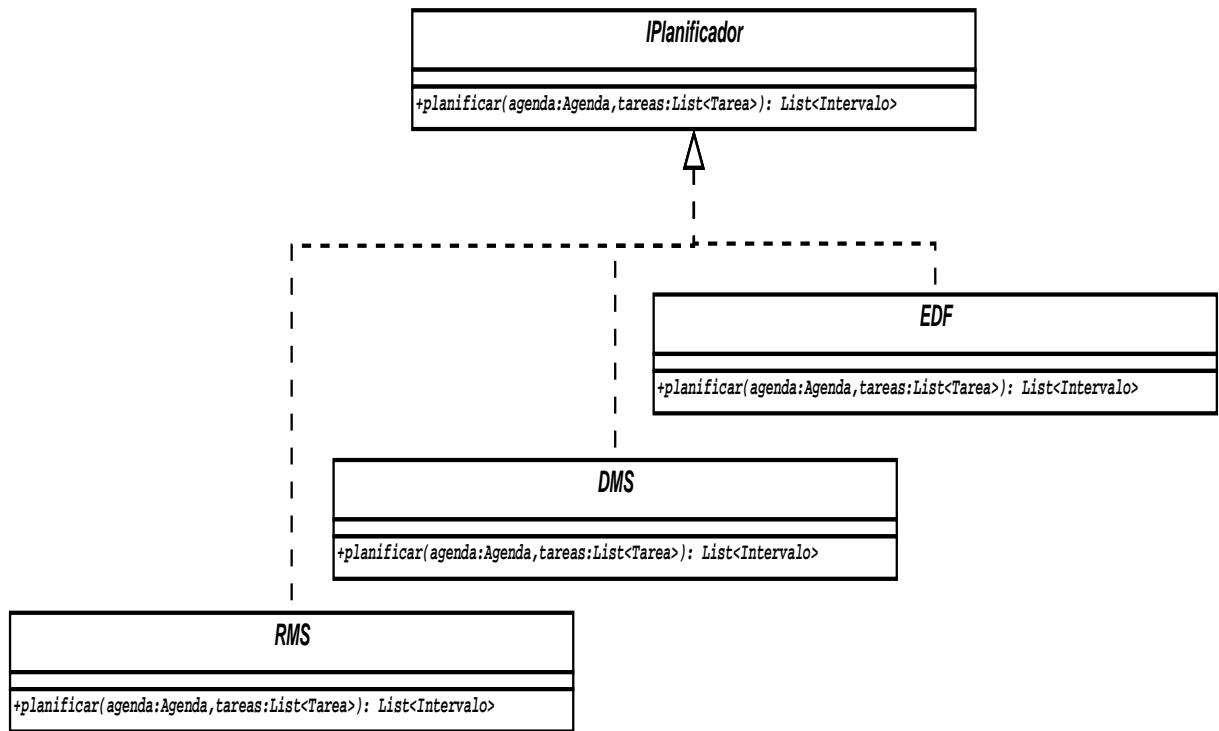 IPlanificador
+planificar(agenda:Agenda,tareas:List<Tarea>): List<Intervalo>
EDF
+planificar(agenda:Agenda,tareas:List<Tarea>): List<Intervalo>
DMS
+planificar(agenda:Agenda,tareas:List<Tarea>): List<Intervalo>
RMS
+planificar(agenda:Agenda,tareas:List<Tarea>): List<Intervalo>